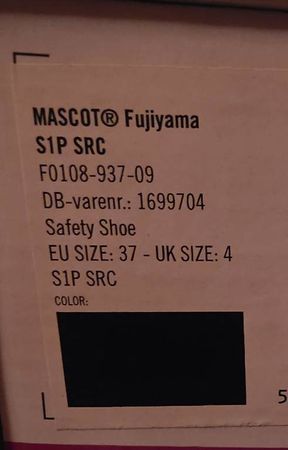 MASCOT® Fujiyama
S1P SRC
F0108-937-09
DB-varenr.: 1699704
Safety Shoe
EU SIZE: 37 - UK SIZE: 4
S1P SRC
COLOR:
5